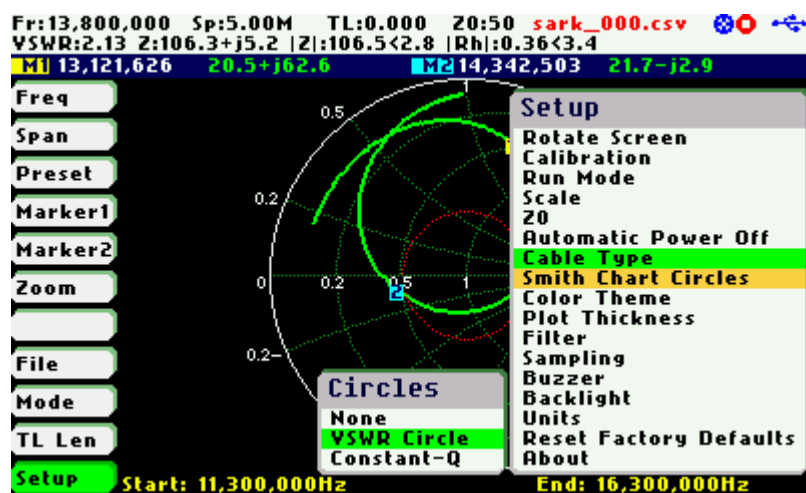 Fr:13,800,000 Sp:5.00M TL:0.000 Z0:50 sark_000.csv
VSWR:2.13 Z:106.3+j5.2 |Z|:106.5<2.8 |Rh|:0.36<3.4
M1 13,121,626 20.5+j62.6 M2 14,342,503 21.7-j2.9
Freq
Span
Preset
Marker1
Marker2
Zoom
File
Mode
TL Len
Setup
1
0.5
0.2
0 0.2 0.5 1
2
0.2-
Setup
Rotate Screen
Calibration
Run Mode
Scale
Z0
Automatic Power Off
Cable Type
Smith Chart Circles
Color Theme
Plot Thickness
Filter
Sampling
Buzzer
Backlight
Units
Reset Factory Defaults
About
Circles
None
VSWR Circle
Constant-Q
Start: 11,300,000Hz End: 16,300,000Hz